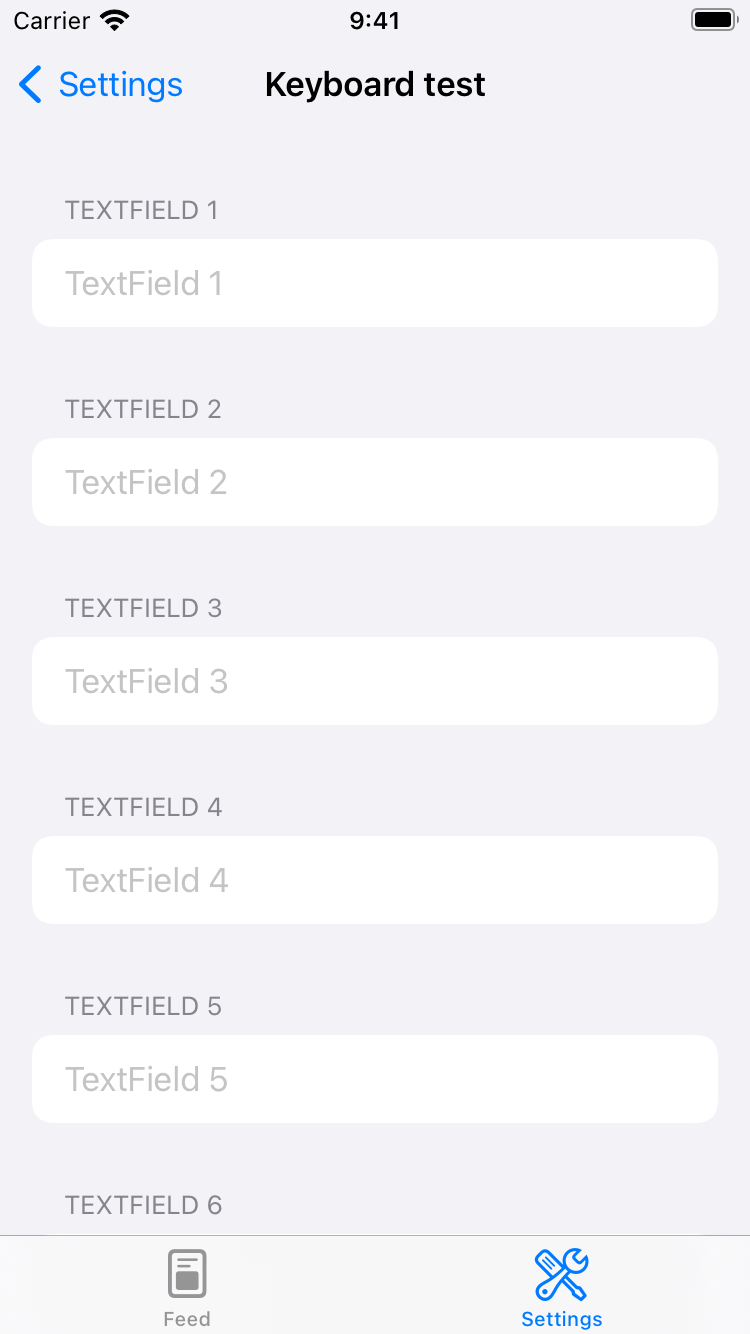 Carrier 9:41
Settings Keyboard test
TEXTFIELD 1
TextField 1
TEXTFIELD 2
TextField 2
TEXTFIELD 3
TextField 3
TEXTFIELD 4
TextField 4
TEXTFIELD 5
TextField 5
TEXTFIELD 6
Feed Settings